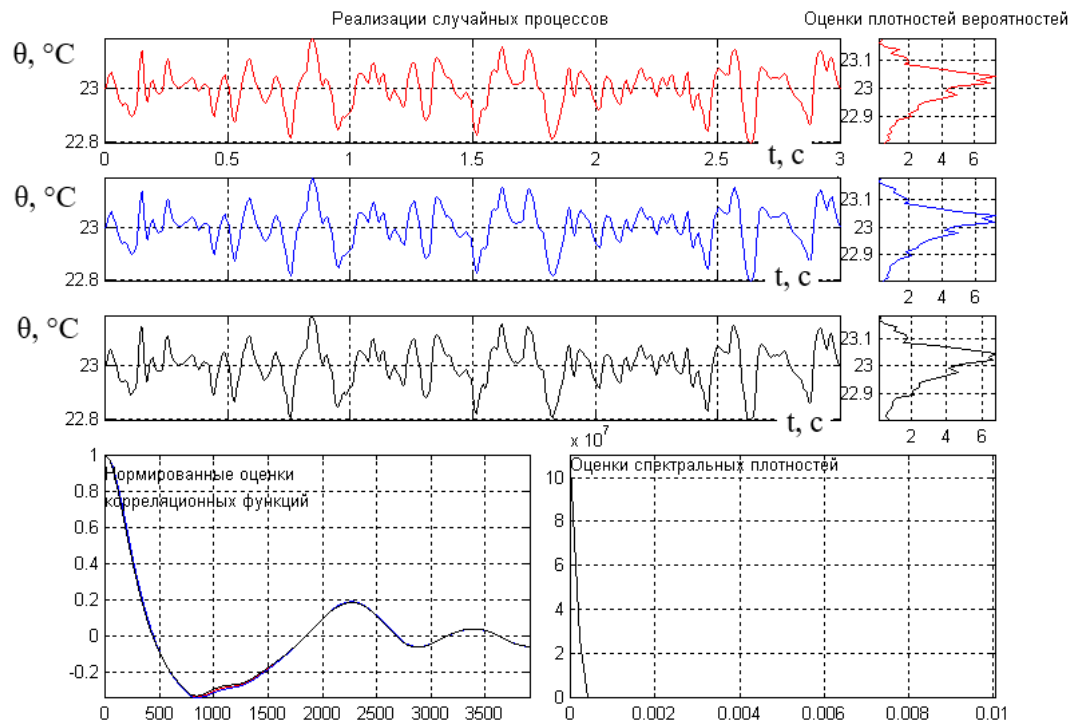 Реализации случайных процессов
Оценки плотностей вероятностей
θ, °C
23
22.8
0 0.5 1 1.5 2 2.5 3
t, c
23.1
23
22.9
2 4 6
θ, °C
23
22.8
t, c
23.1
23
22.9
2 4 6
θ, °C
23
22.8
t, c
23.1
23
22.9
2 4 6
Нормированные оценки
корреляционных функций
1
0.8
0.6
0.4
0.2
0
-0.2
0 500 1000 1500 2000 2500 3000 3500
x 10^7
Оценки спектральных плотностей
10
8
6
4
2
0
0 0.002 0.004 0.006 0.008 0.01